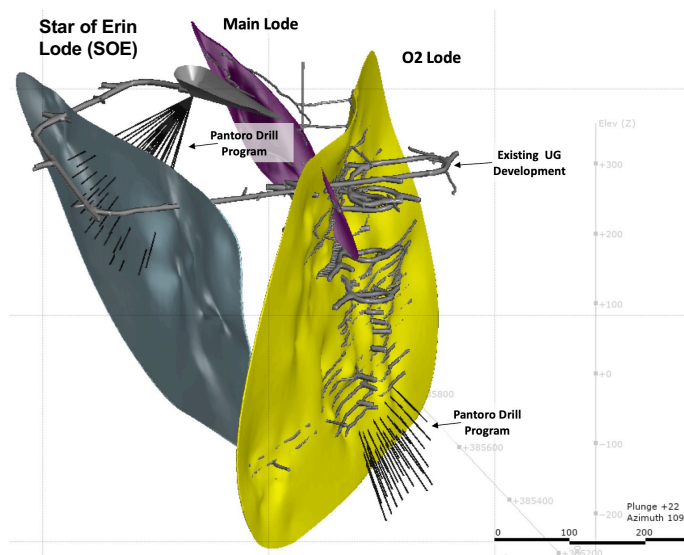 Star of Erin
Lode (SOE)
Main Lode
O2 Lode
Elev (Z)
Pantoro Drill
Program
Existing UG
Development
+300
+200
+100
+0
35800
Pantoro Drill
Program
-100
+385600
+385400
-200
Plunge +22
Azimuth 109
0
100
200